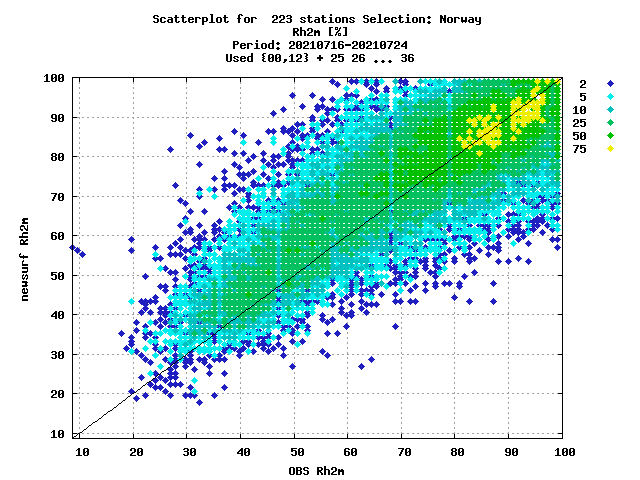 Scatterplot for 223 stations Selection: Norway
Rh2m [%]
Period: 20210716-20210724
Used {00,12} + 25 26 ... 36
100
90
80
70
60
50
40
30
20
10
newsurf Rh2m
10 20 30 40 50 60 70 80 90 100
OBS Rh2m
2
5
10
25
50
75